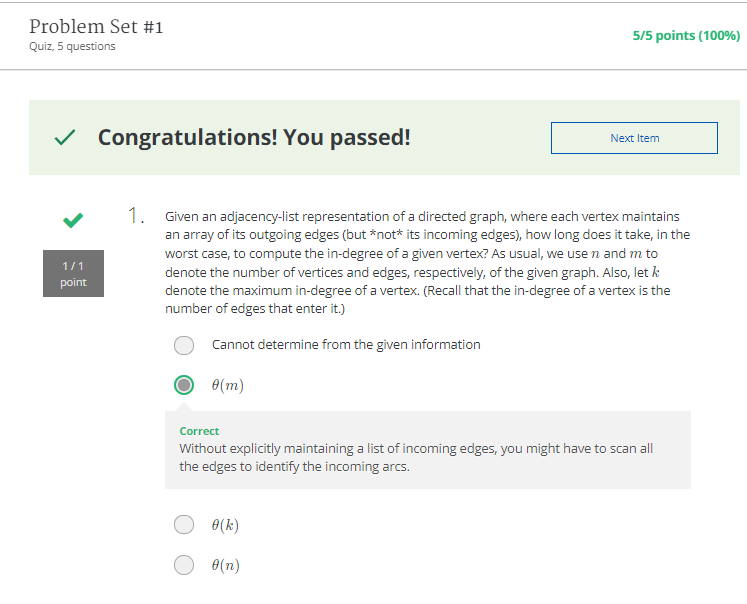 Problem Set #1
Quiz, 5 questions
5/5 points (100%)
Congratulations! You passed!
Next Item
1.
1 / 1
point
Given an adjacency-list representation of a directed graph, where each vertex maintains
an array of its outgoing edges (but *not* its incoming edges), how long does it take, in the
worst case, to compute the in-degree of a given vertex? As usual, we use n and m to
denote the number of vertices and edges, respectively, of the given graph. Also, let k
denote the maximum in-degree of a vertex. (Recall that the in-degree of a vertex is the
number of edges that enter it.)
Cannot determine from the given information
θ(m)
Correct
Without explicitly maintaining a list of incoming edges, you might have to scan all
the edges to identify the incoming arcs.
θ(k)
θ(n)